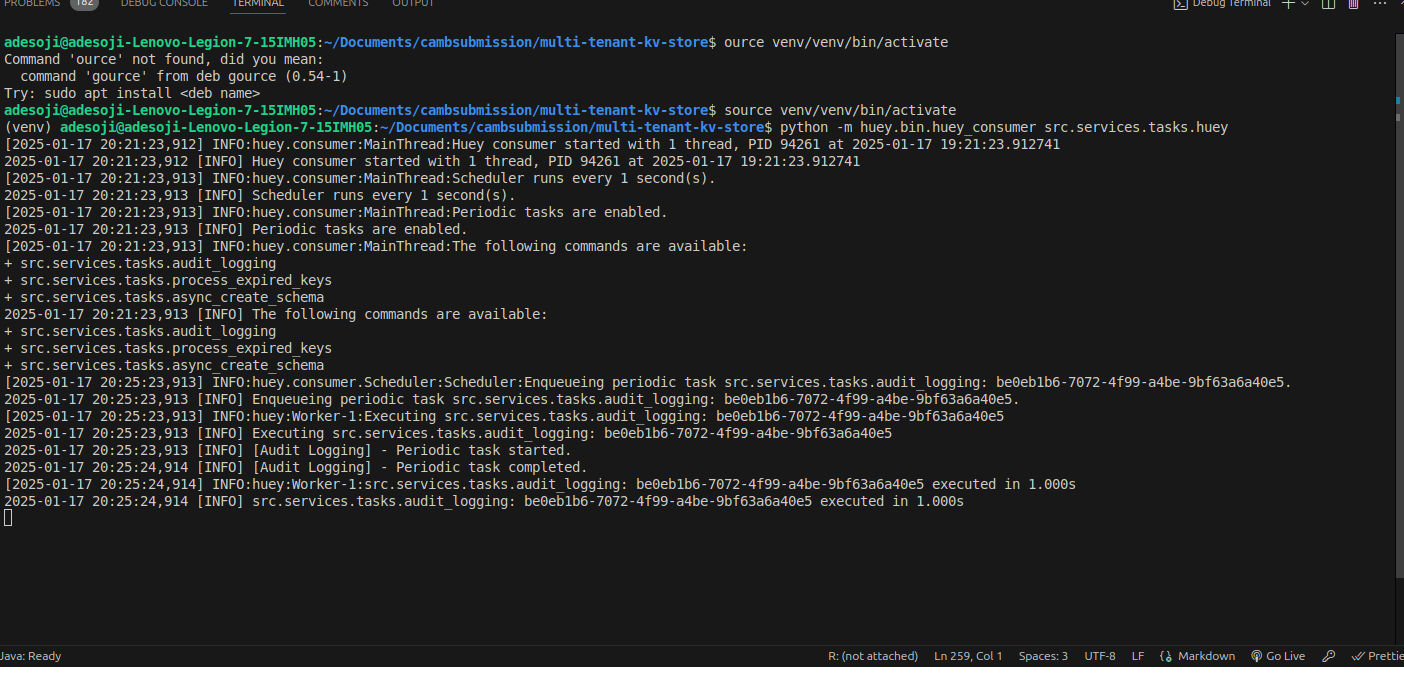 PROBLEMS 182 DEBUG CONSOLE TERMINAL COMMENTS OUTPUT Debug Terminal
adesoji@adesoji-Lenovo-Legion-7-15IMH05:~/Documents/cambsubmission/multi-tenant-kv-store$ ource venv/venv/bin/activate
Command 'ource' not found, did you mean:
  command 'gource' from deb gource (0.54-1)
Try: sudo apt install <deb name>
adesoji@adesoji-Lenovo-Legion-7-15IMH05:~/Documents/cambsubmission/multi-tenant-kv-store$ source venv/venv/bin/activate
(venv) adesoji@adesoji-Lenovo-Legion-7-15IMH05:~/Documents/cambsubmission/multi-tenant-kv-store$ python -m huey.bin.huey_consumer src.services.tasks.huey
[2025-01-17 20:21:23,912] INFO:huey.consumer:MainThread:Huey consumer started with 1 thread, PID 94261 at 2025-01-17 19:21:23.912741
2025-01-17 20:21:23,912 [INFO] Huey consumer started with 1 thread, PID 94261 at 2025-01-17 19:21:23.912741
[2025-01-17 20:21:23,913] INFO:huey.consumer:MainThread:Scheduler runs every 1 second(s).
2025-01-17 20:21:23,913 [INFO] Scheduler runs every 1 second(s).
[2025-01-17 20:21:23,913] INFO:huey.consumer:MainThread:Periodic tasks are enabled.
2025-01-17 20:21:23,913 [INFO] Periodic tasks are enabled.
[2025-01-17 20:21:23,913] INFO:huey.consumer:MainThread:The following commands are available:
+ src.services.tasks.audit_logging
+ src.services.tasks.process_expired_keys
+ src.services.tasks.async_create_schema
2025-01-17 20:21:23,913 [INFO] The following commands are available:
+ src.services.tasks.audit_logging
+ src.services.tasks.process_expired_keys
+ src.services.tasks.async_create_schema
[2025-01-17 20:25:23,913] INFO:huey.consumer.Scheduler:Scheduler:Enqueueing periodic task src.services.tasks.audit_logging: be0eb1b6-7072-4f99-a4be-9bf63a6a40e5.
2025-01-17 20:25:23,913 [INFO] Enqueueing periodic task src.services.tasks.audit_logging: be0eb1b6-7072-4f99-a4be-9bf63a6a40e5.
[2025-01-17 20:25:23,913] INFO:huey:Worker-1:Executing src.services.tasks.audit_logging: be0eb1b6-7072-4f99-a4be-9bf63a6a40e5
2025-01-17 20:25:23,913 [INFO] Executing src.services.tasks.audit_logging: be0eb1b6-7072-4f99-a4be-9bf63a6a40e5
2025-01-17 20:25:23,913 [INFO] [Audit Logging] - Periodic task started.
2025-01-17 20:25:24,914 [INFO] [Audit Logging] - Periodic task completed.
[2025-01-17 20:25:24,914] INFO:huey:Worker-1:src.services.tasks.audit_logging: be0eb1b6-7072-4f99-a4be-9bf63a6a40e5 executed in 1.000s
2025-01-17 20:25:24,914 [INFO] src.services.tasks.audit_logging: be0eb1b6-7072-4f99-a4be-9bf63a6a40e5 executed in 1.000s
Java: Ready R: (not attached) Ln 259, Col 1 Spaces: 3 UTF-8 LF Markdown Go Live Prettie